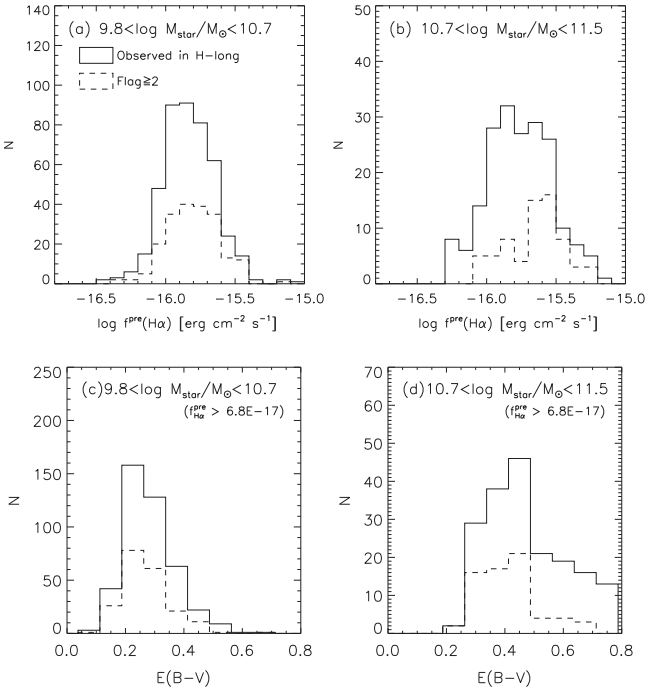 (a) 9.8<log M_star/M_⊙<10.7
Observed in H-long
Flag≧2
N
140
120
100
80
60
40
20
0
−16.5 −16.0 −15.5 −15.0
log f^pre(Hα) [erg cm^−2 s^−1]
(b) 10.7<log M_star/M_⊙<11.5
N
50
40
30
20
10
0
−16.5 −16.0 −15.5 −15.0
log f^pre(Hα) [erg cm^−2 s^−1]
(c) 9.8<log M_star/M_⊙<10.7
(f_Hα^pre > 6.8E−17)
N
250
200
150
100
50
0
0.0 0.2 0.4 0.6 0.8
E(B−V)
(d) 10.7<log M_star/M_⊙<11.5
(f_Hα^pre > 6.8E−17)
N
70
60
50
40
30
20
10
0
0.0 0.2 0.4 0.6 0.8
E(B−V)